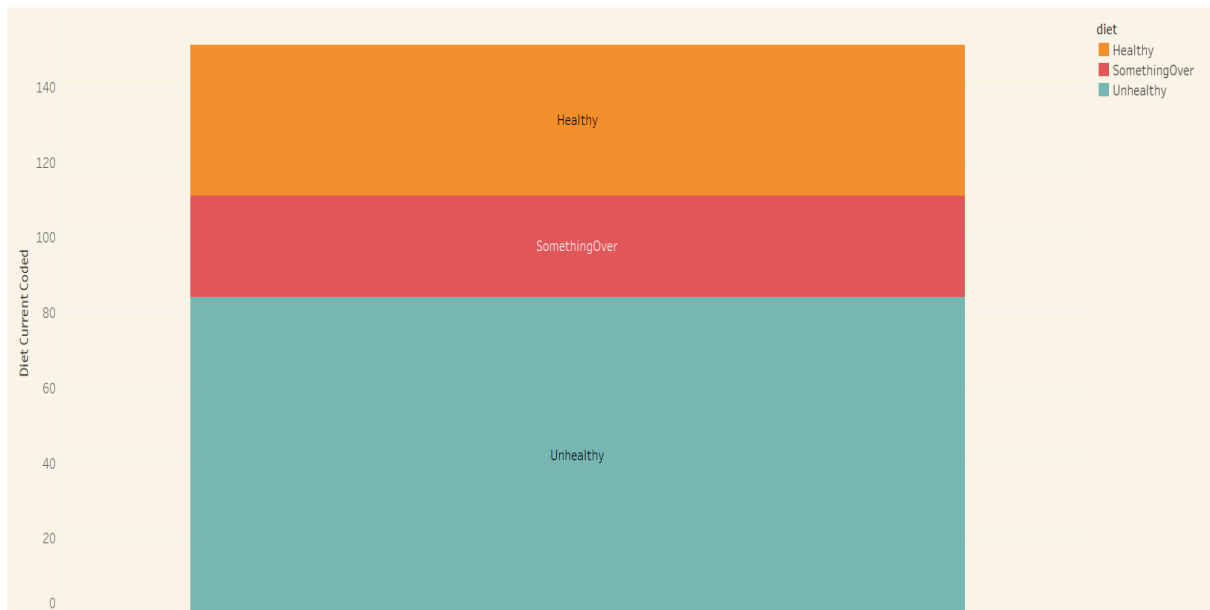 diet
Healthy
SomethingOver
Unhealthy
140
120
100
80
60
40
20
0
Diet Current Coded
Healthy
SomethingOver
Unhealthy